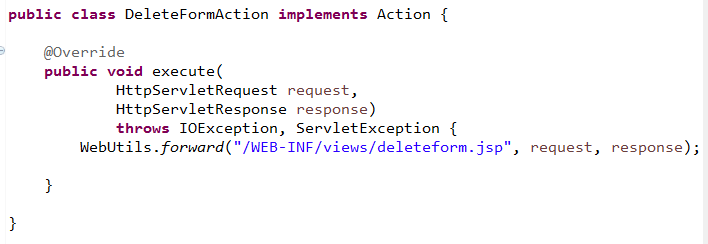 public class DeleteFormAction implements Action {
@Override
public void execute(
HttpServletRequest request,
HttpServletResponse response)
throws IOException, ServletException {
WebUtils.forward("/WEB-INF/views/deleteform.jsp", request, response);
}
}